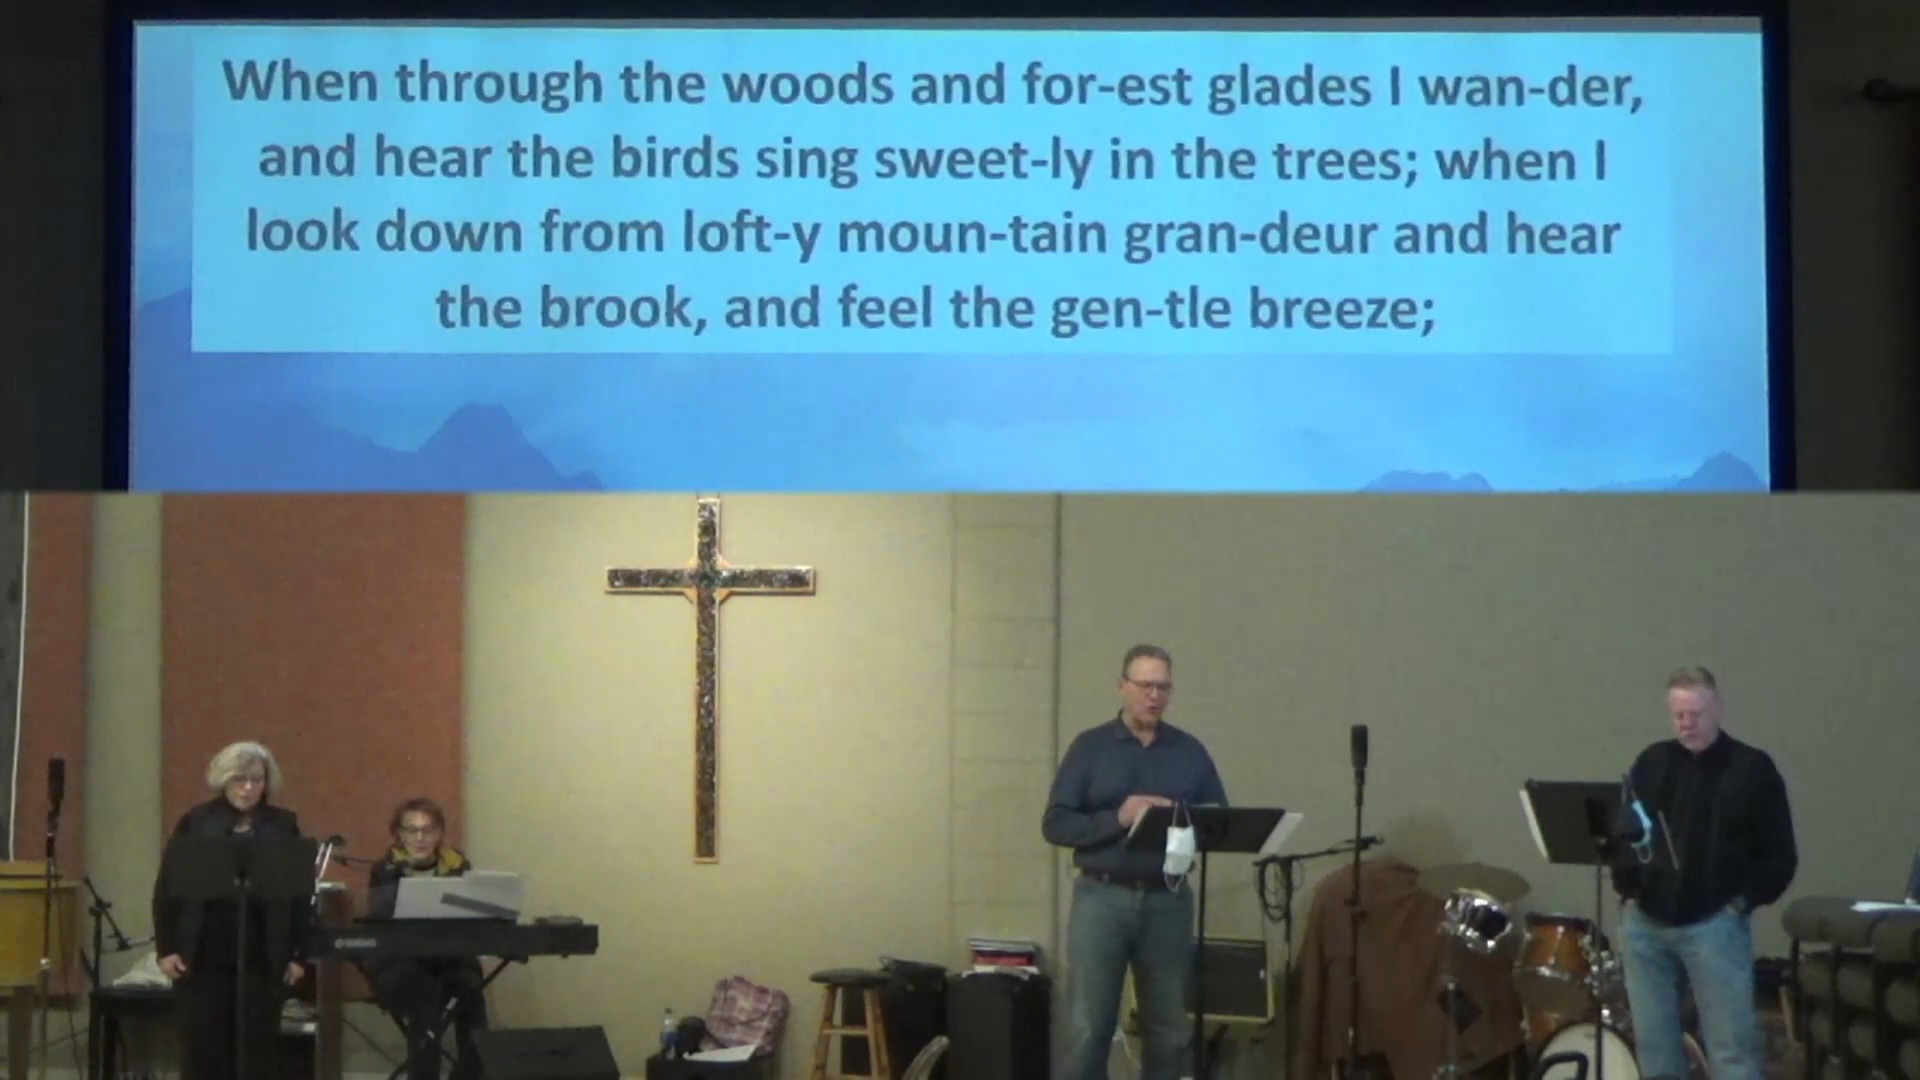 When through the woods and for-est glades I wan-der,
and hear the birds sing sweet-ly in the trees; when I
look down from loft-y moun-tain gran-deur and hear
the brook, and feel the gen-tle breeze;
YAMAHA